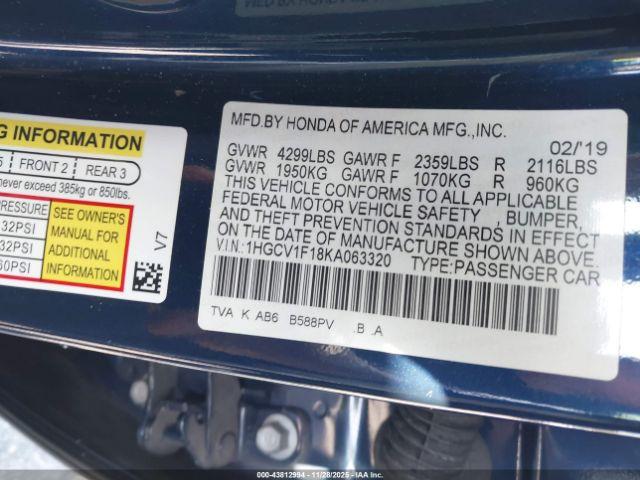 MFD.BY HONDA OF AMERICA MFG.,INC.
02/'19
GVWR 4299LBS GAWR F 2359LBS R 2116LBS
GVWR 1950KG GAWR F 1070KG R 960KG
THIS VEHICLE CONFORMS TO ALL APPLICABLE
FEDERAL MOTOR VEHICLE SAFETY BUMPER,
AND THEFT PREVENTION STANDARDS IN EFFECT
ON THE DATE OF MANUFACTURE SHOWN ABOVE.
V.I.N:1HGCV1F18KA063320 TYPE:PASSENGER CAR
TVA K AB6 B588PV .B .A
G INFORMATION
5 FRONT 2 REAR 3
never exceed 385kg or 850lbs.
PRESSURE
32PSI
32PSI
60PSI
SEE OWNER'S
MANUAL FOR
ADDITIONAL
INFORMATION
V7
000-43812994 | 11/28/2025 - IAA Inc.